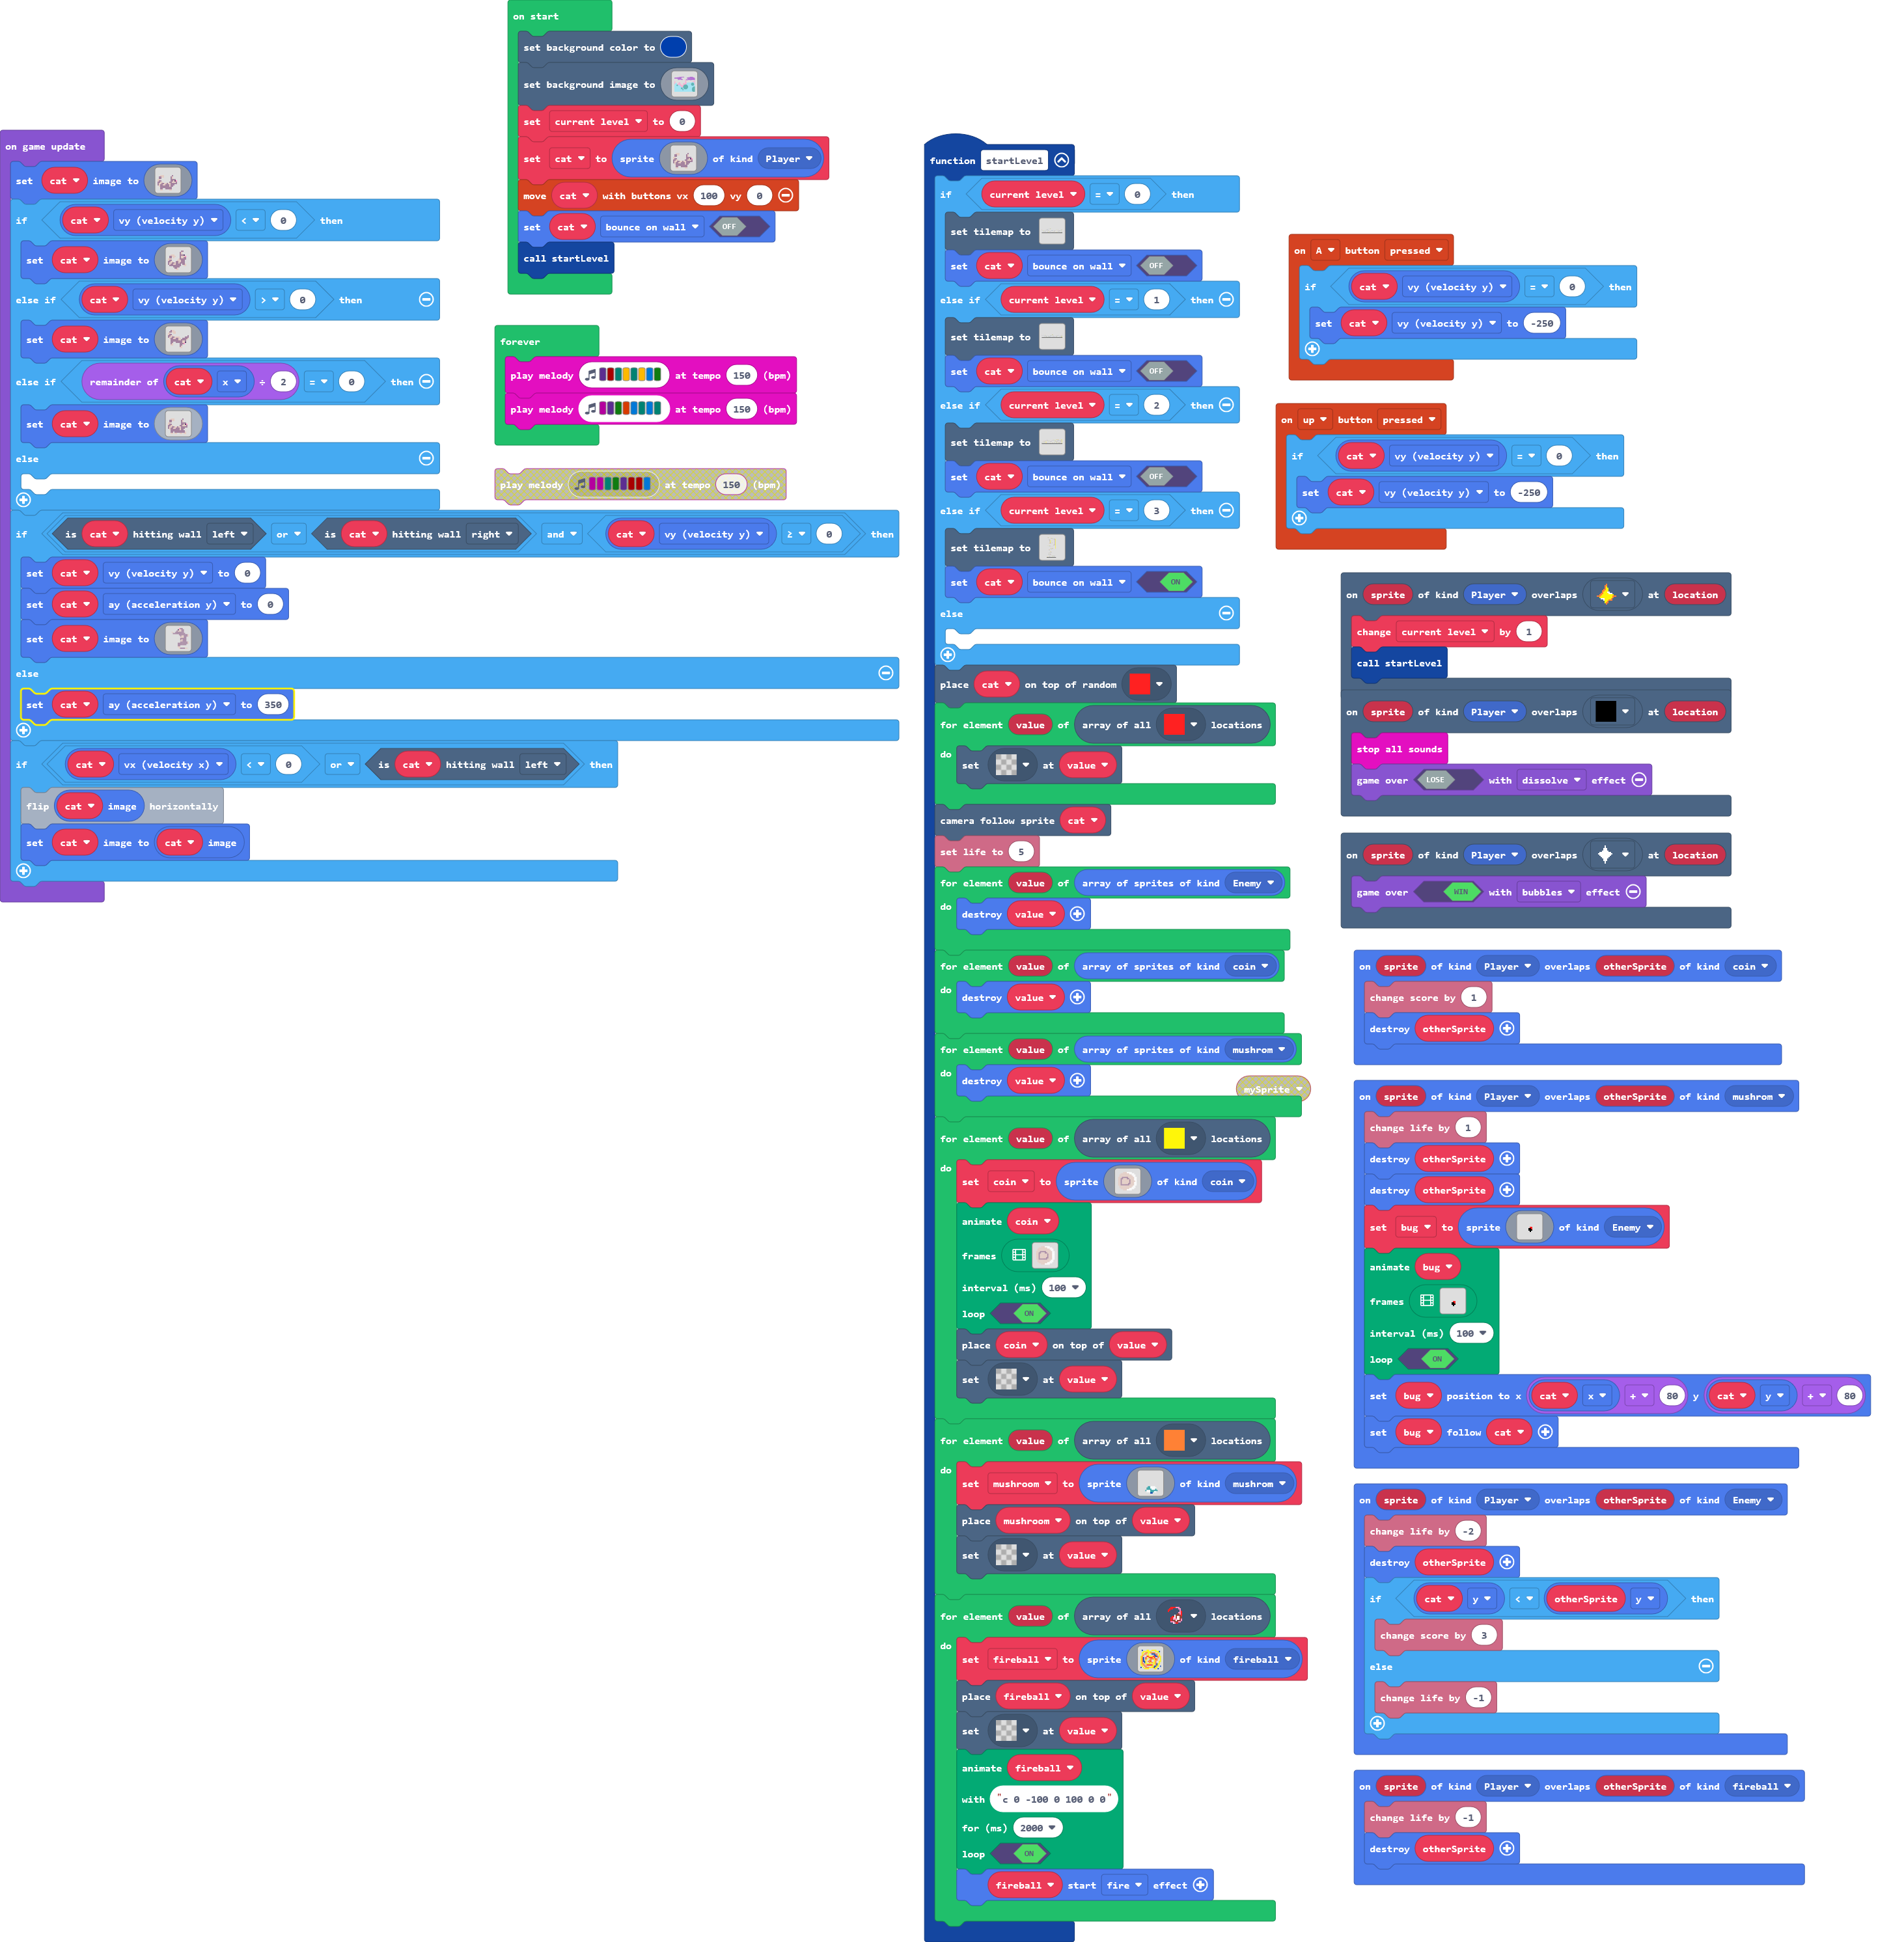 on start
set background color to
set background image to
set current level to 0
set cat to sprite of kind Player
move cat with buttons vx 100 vy 0
set cat bounce on wall OFF
call startLevel
on game update
set cat image to
if cat vy (velocity y) < 0 then
set cat image to
else if cat vy (velocity y) > 0 then
set cat image to
else if remainder of cat x ÷ 2 = 0 then
set cat image to
else
if is cat hitting wall left or is cat hitting wall right and cat vy (velocity y) ≥ 0 then
set cat vy (velocity y) to 0
set cat ay (acceleration y) to 0
set cat image to
else
set cat ay (acceleration y) to 350
if cat vx (velocity x) < 0 or is cat hitting wall left then
flip cat image horizontally
set cat image to cat image
forever
play melody at tempo 150 (bpm)
play melody at tempo 150 (bpm)
play melody at tempo 150 (bpm)
function startLevel
if current level = 0 then
set tilemap to
set cat bounce on wall OFF
else if current level = 1 then
set tilemap to
set cat bounce on wall OFF
else if current level = 2 then
set tilemap to
set cat bounce on wall OFF
else if current level = 3 then
set tilemap to
set cat bounce on wall ON
else
place cat on top of random
for element value of array of all locations
do
set at value
camera follow sprite cat
set life to 5
for element value of array of sprites of kind Enemy
do
destroy value
for element value of array of sprites of kind coin
do
destroy value
for element value of array of sprites of kind mushrom
do
destroy value
mySprite
for element value of array of all locations
do
set coin to sprite of kind coin
animate coin
frames
interval (ms) 100
loop ON
place coin on top of value
set at value
for element value of array of all locations
do
set mushroom to sprite of kind mushrom
place mushroom on top of value
set at value
for element value of array of all locations
do
set fireball to sprite of kind fireball
place fireball on top of value
set at value
animate fireball
with "c 0 -100 0 100 0 0"
for (ms) 2000
loop ON
fireball start fire effect
on A button pressed
if cat vy (velocity y) = 0 then
set cat vy (velocity y) to -250
on up button pressed
if cat vy (velocity y) = 0 then
set cat vy (velocity y) to -250
on sprite of kind Player overlaps at location
change current level by 1
call startLevel
on sprite of kind Player overlaps at location
stop all sounds
game over LOSE with dissolve effect
on sprite of kind Player overlaps at location
game over WIN with bubbles effect
on sprite of kind Player overlaps otherSprite of kind coin
change score by 1
destroy otherSprite
on sprite of kind Player overlaps otherSprite of kind mushrom
change life by 1
destroy otherSprite
destroy otherSprite
set bug to sprite of kind Enemy
animate bug
frames
interval (ms) 100
loop ON
set bug position to x cat x + 80 y cat y + 80
set bug follow cat
on sprite of kind Player overlaps otherSprite of kind Enemy
change life by -2
destroy otherSprite
if cat y < otherSprite y then
change score by 3
else
change life by -1
on sprite of kind Player overlaps otherSprite of kind fireball
change life by -1
destroy otherSprite